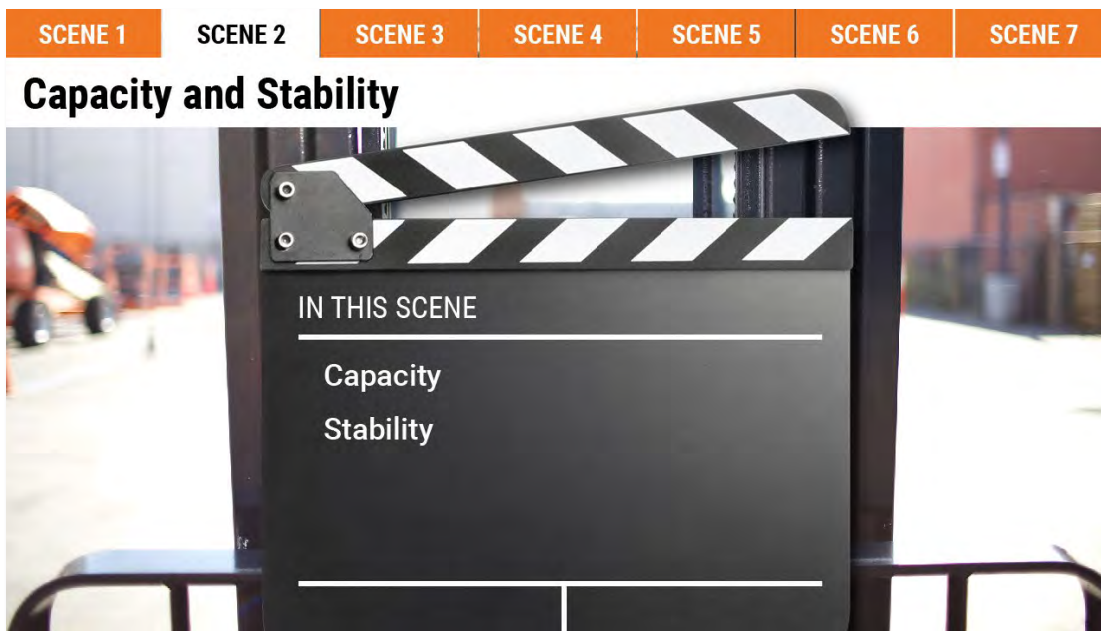 SCENE 1 SCENE 2 SCENE 3 SCENE 4 SCENE 5 SCENE 6 SCENE 7
Capacity and Stability
IN THIS SCENE
Capacity
Stability